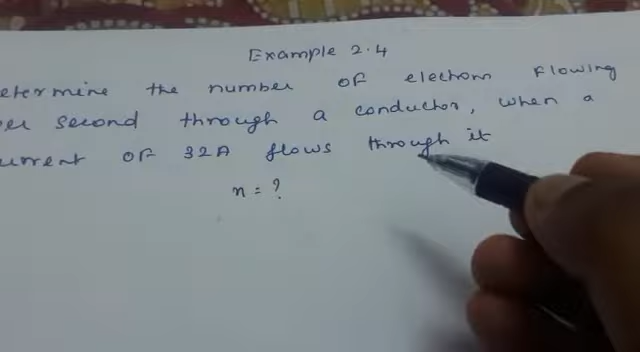 Example 2.4
etermine the number of electron flowing
er second through a conductor, when a
urrent of 32A flows through it
n = ?